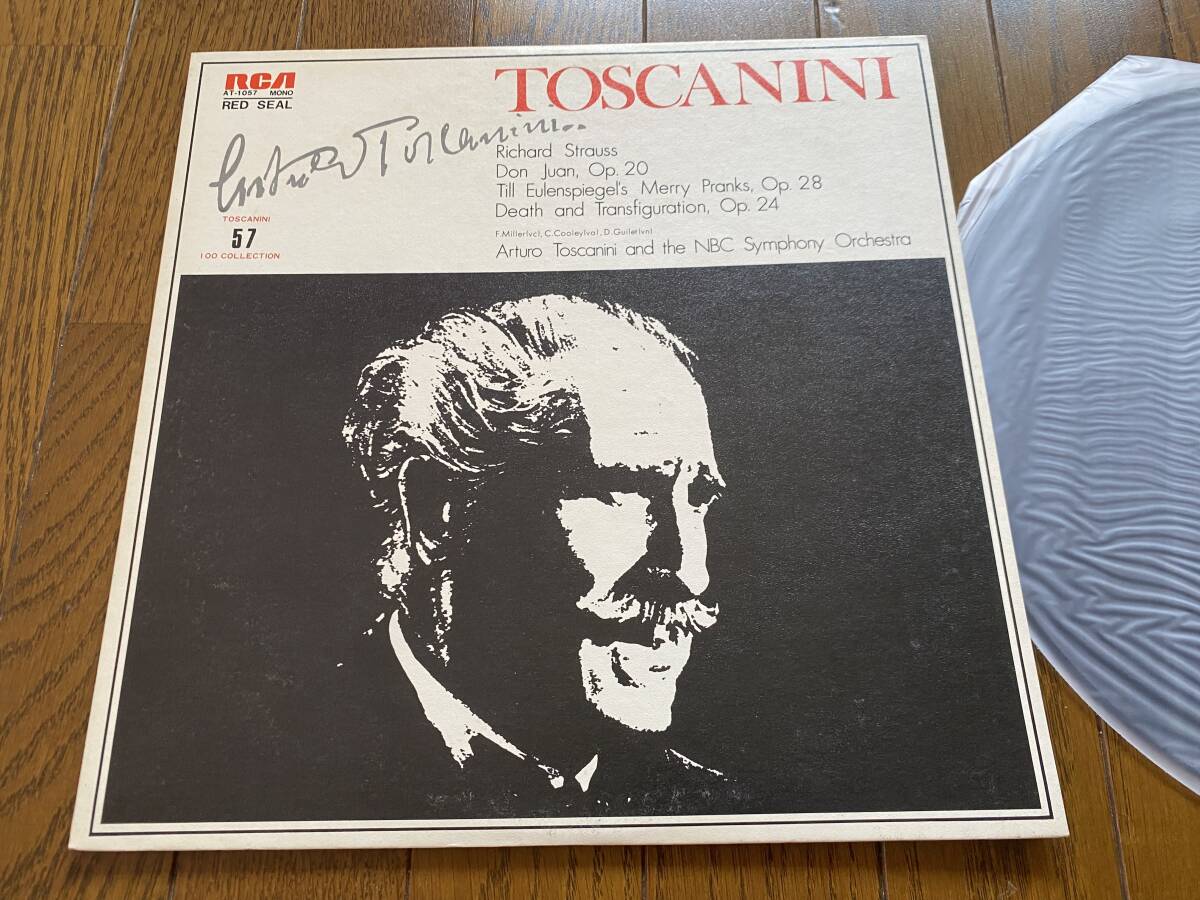 RCA
AT-1057 MONO
RED SEAL
TOSCANINI
Arturo Toscanini
Richard Strauss
Don Juan, Op. 20
Till Eulenspiegel's Merry Pranks, Op. 28
Death and Transfiguration, Op. 24
F.Miller(vc), C.Cooley(va), D.Guilet(vn)
Arturo Toscanini and the NBC Symphony Orchestra
TOSCANINI
57
100 COLLECTION